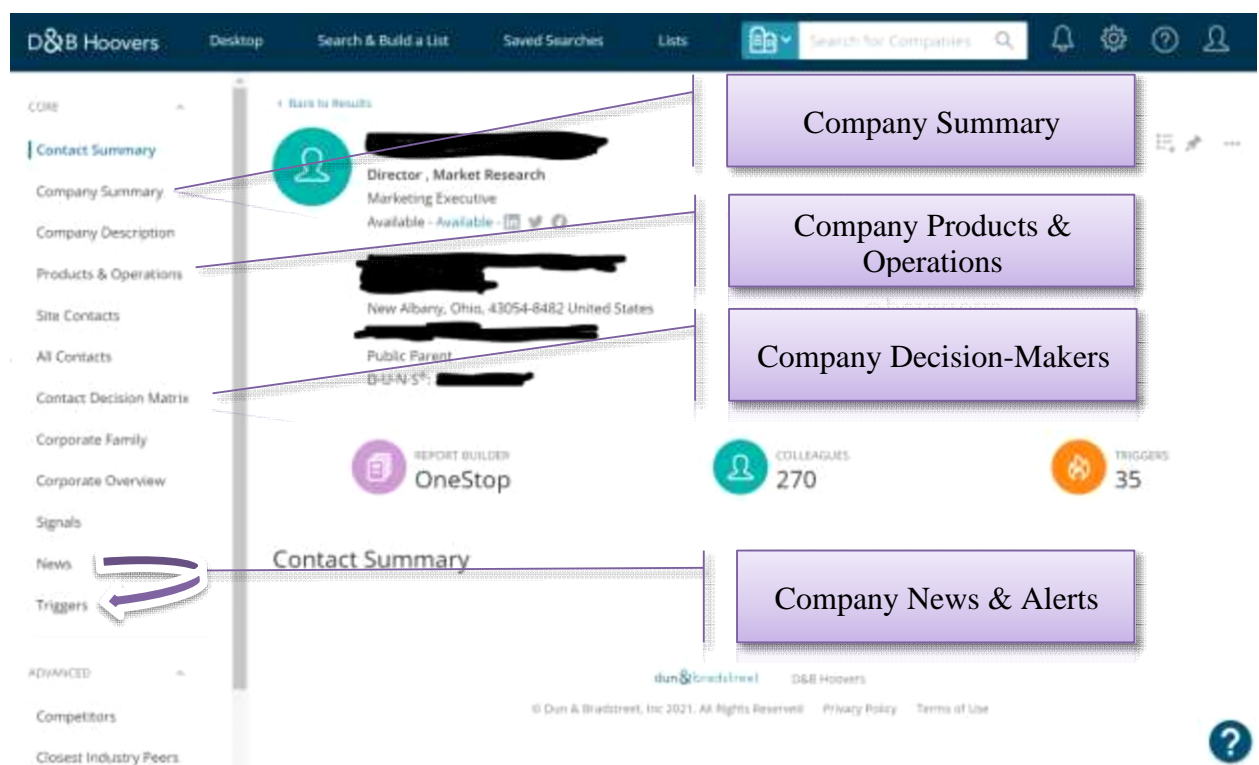 D&B Hoovers
Desktop
Search & Build a List
Saved Searches
Lists
Search for Companies
CORE
Contact Summary
Company Summary
Company Description
Products & Operations
Site Contacts
All Contacts
Contact Decision Matrix
Corporate Family
Corporate Overview
Signals
News
Triggers
ADVANCED
Competitors
Closest Industry Peers
Back to Results
Director , Market Research
Marketing Executive
Available - Available -
New Albany, Ohio, 43054-8482 United States
Public Parent
D-U-N-S®:
REPORT BUILDER
OneStop
COLLEAGUES
270
TRIGGERS
35
Contact Summary
Company Summary
Company Products &
Operations
Company Decision-Makers
Company News & Alerts
dun&bradstreet
D&B Hoovers
© Dun & Bradstreet, Inc 2021. All Rights Reserved
Privacy Policy
Terms of Use
?